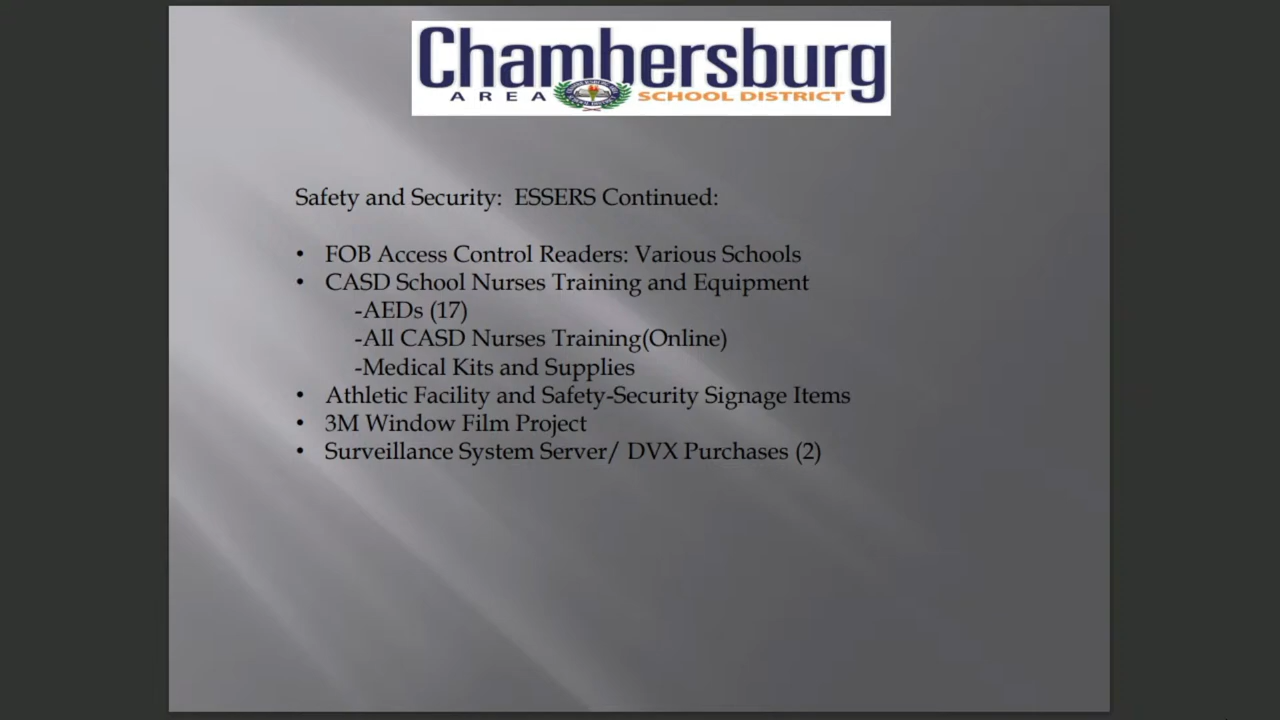 Chambersburg
AREA SCHOOL DISTRICT
Safety and Security: ESSERS Continued:
• FOB Access Control Readers: Various Schools
• CASD School Nurses Training and Equipment
-AEDs (17)
-All CASD Nurses Training(Online)
-Medical Kits and Supplies
• Athletic Facility and Safety-Security Signage Items
• 3M Window Film Project
• Surveillance System Server/ DVX Purchases (2)